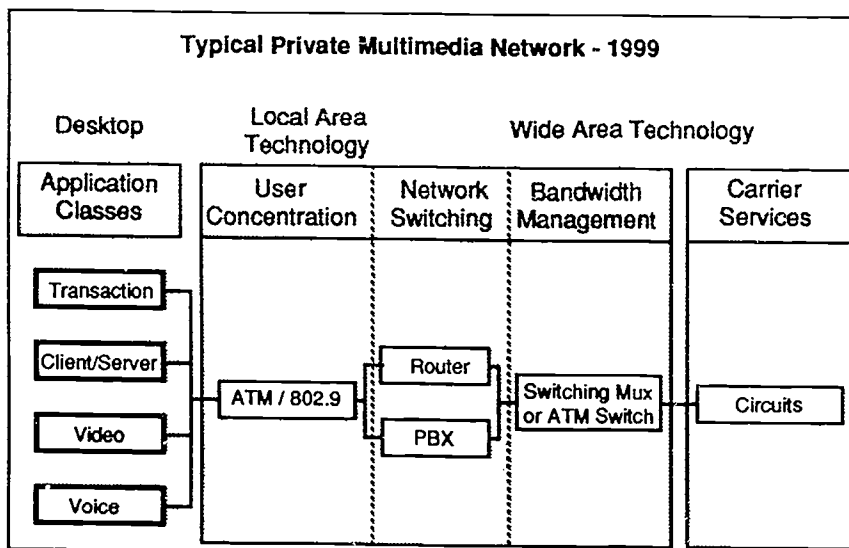 Typical Private Multimedia Network - 1999
Desktop
Local Area
Technology
Wide Area Technology
Application
Classes
User
Concentration
Network
Switching
Bandwidth
Management
Carrier
Services
Transaction
Client/Server
Video
Voice
ATM / 802.9
Router
PBX
Switching Mux
or ATM Switch
Circuits